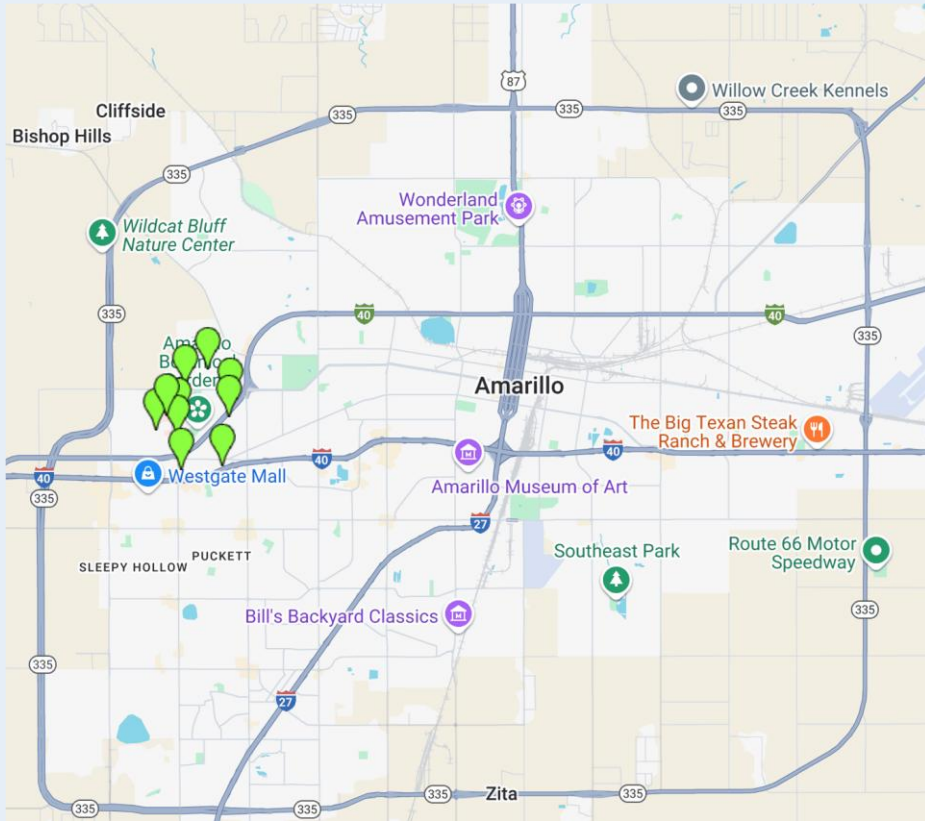 87
335
335
Willow Creek Kennels
335
Cliffside
Bishop Hills
335
Wonderland
Amusement Park
Wildcat Bluff
Nature Center
335
40
40
335
Amarillo
The Big Texan Steak
Ranch & Brewery
40
40
40
Westgate Mall
Amarillo Museum of Art
335
27
PUCKETT
SLEEPY HOLLOW
Southeast Park
Route 66 Motor
Speedway
Bill's Backyard Classics
335
335
27
335
335
335
Zita
335